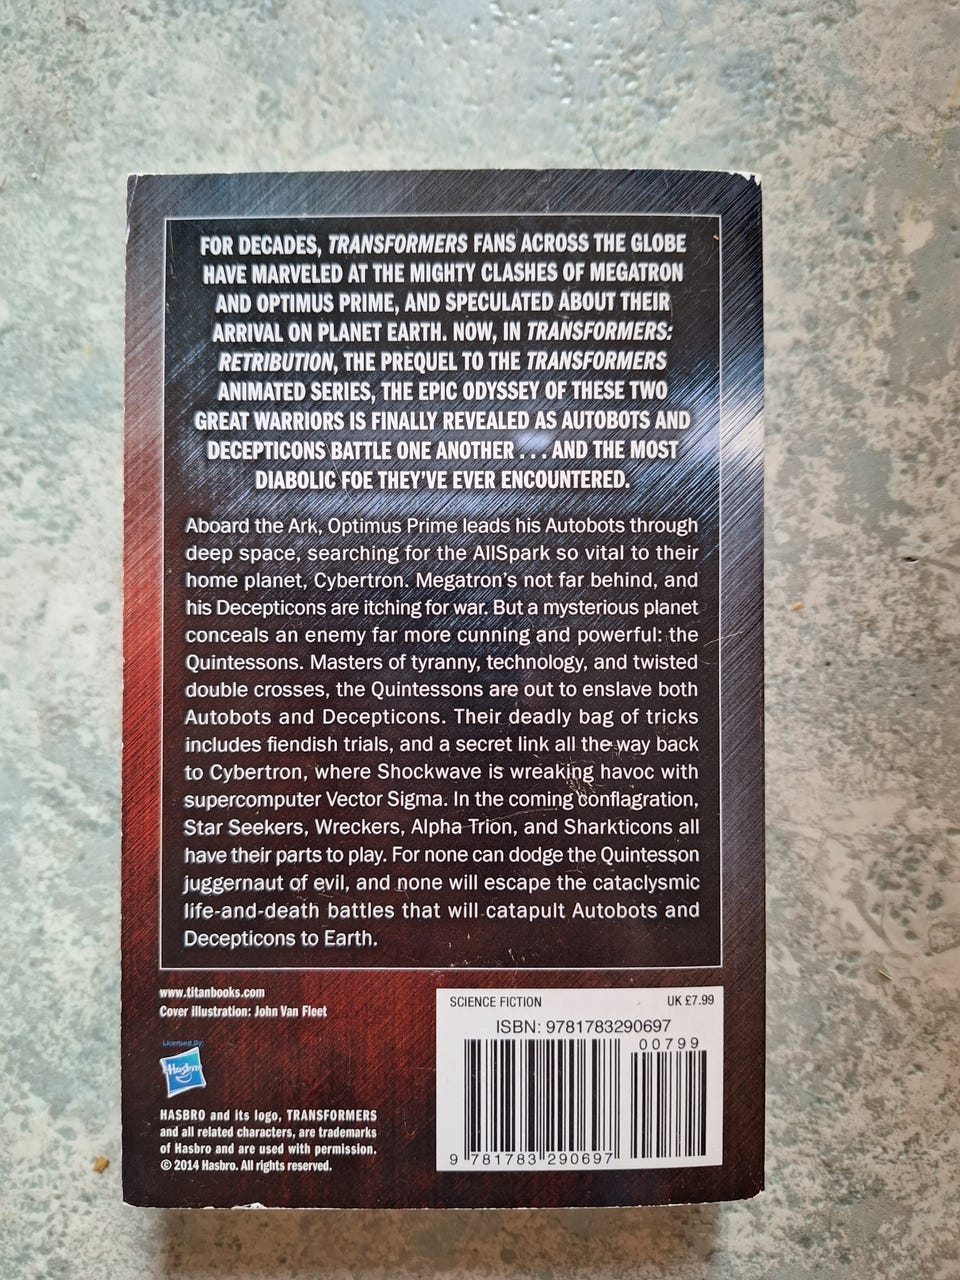 FOR DECADES, TRANSFORMERS FANS ACROSS THE GLOBE
HAVE MARVELED AT THE MIGHTY CLASHES OF MEGATRON
AND OPTIMUS PRIME, AND SPECULATED ABOUT THEIR
ARRIVAL ON PLANET EARTH. NOW, IN TRANSFORMERS:
RETRIBUTION, THE PREQUEL TO THE TRANSFORMERS
ANIMATED SERIES, THE EPIC ODYSSEY OF THESE TWO
GREAT WARRIORS IS FINALLY REVEALED AS AUTOBOTS AND
DECEPTICONS BATTLE ONE ANOTHER . . . AND THE MOST
DIABOLIC FOE THEY'VE EVER ENCOUNTERED.
Aboard the Ark, Optimus Prime leads his Autobots through
deep space, searching for the AllSpark so vital to their
home planet, Cybertron. Megatron's not far behind, and
his Decepticons are itching for war. But a mysterious planet
conceals an enemy far more cunning and powerful: the
Quintessons. Masters of tyranny, technology, and twisted
double crosses, the Quintessons are out to enslave both
Autobots and Decepticons. Their deadly bag of tricks
includes fiendish trials, and a secret link all the way back
to Cybertron, where Shockwave is wreaking havoc with
supercomputer Vector Sigma. In the coming conflagration,
Star Seekers, Wreckers, Alpha Trion, and Sharkticons all
have their parts to play. For none can dodge the Quintesson
juggernaut of evil, and none will escape the cataclysmic
life-and-death battles that will catapult Autobots and
Decepticons to Earth.
www.titanbooks.com
Cover illustration: John Van Fleet
Licensed By:
Hasbro
HASBRO and its logo, TRANSFORMERS
and all related characters, are trademarks
of Hasbro and are used with permission.
© 2014 Hasbro. All rights reserved.
SCIENCE FICTION UK £7.99
ISBN: 9781783290697
00799
9 781783 290697